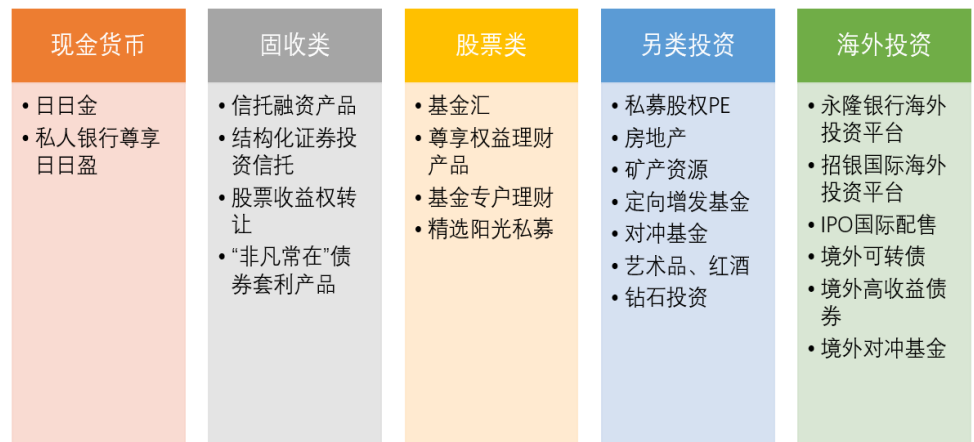 现金货币
• 日日金
• 私人银行尊享
日日盈
固收类
• 信托融资产品
• 结构化证券投
资信托
• 股票收益权转
让
• “非凡常在”债
券套利产品
股票类
• 基金汇
• 尊享权益理财
产品
• 基金专户理财
• 精选阳光私募
另类投资
• 私募股权PE
• 房地产
• 矿产资源
• 定向增发基金
• 对冲基金
• 艺术品、红酒
• 钻石投资
海外投资
• 永隆银行海外
投资平台
• 招银国际海外
投资平台
• IPO国际配售
• 境外可转债
• 境外高收益债
券
• 境外对冲基金